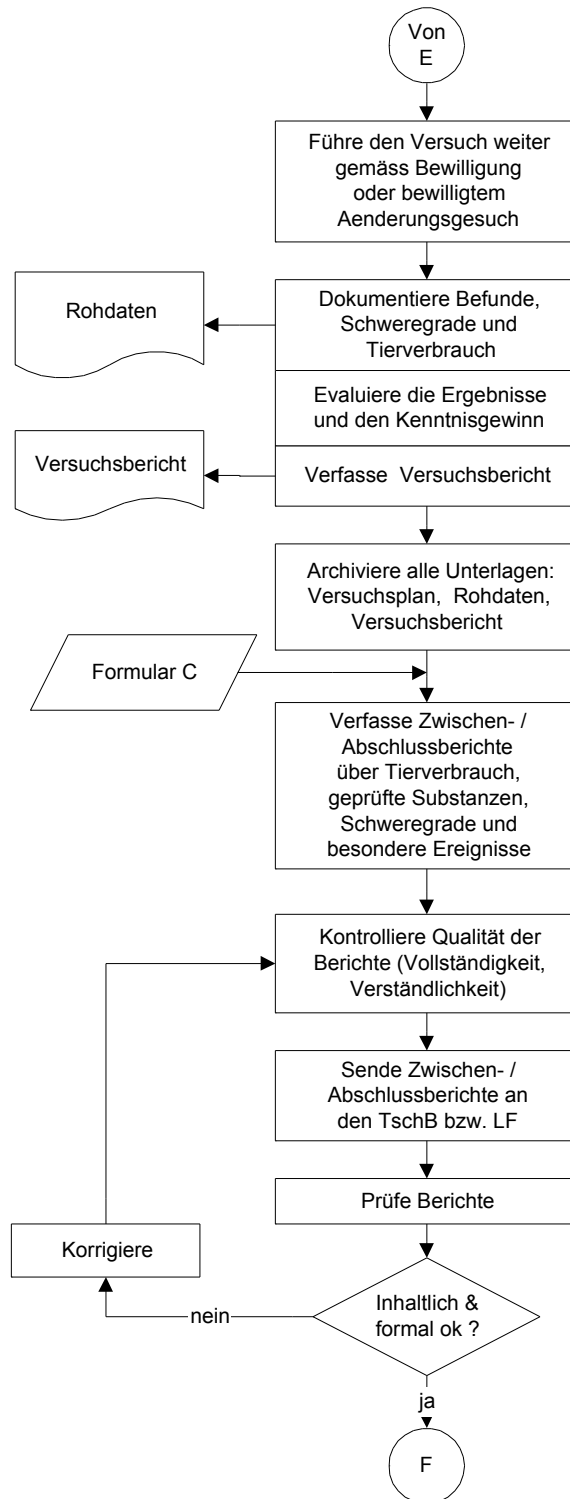 Von
E
Führe den Versuch weiter
gemäss Bewilligung
oder bewilligtem
Aenderungsgesuch
Rohdaten
Dokumentiere Befunde,
Schweregrade und
Tierverbrauch
Evaluiere die Ergebnisse
und den Kenntnisgewinn
Versuchsbericht
Verfasse Versuchsbericht
Archiviere alle Unterlagen:
Versuchsplan, Rohdaten,
Versuchsbericht
Formular C
Verfasse Zwischen- /
Abschlussberichte
über Tierverbrauch,
geprüfte Substanzen,
Schweregrade und
besondere Ereignisse
Kontrolliere Qualität der
Berichte (Vollständigkeit,
Verständlichkeit)
Sende Zwischen- /
Abschlussberichte an
den TschB bzw. LF
Prüfe Berichte
Korrigiere
nein
Inhaltlich &
formal ok ?
ja
F